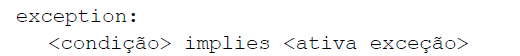 exception:
<condição> implies <ativa exceção>